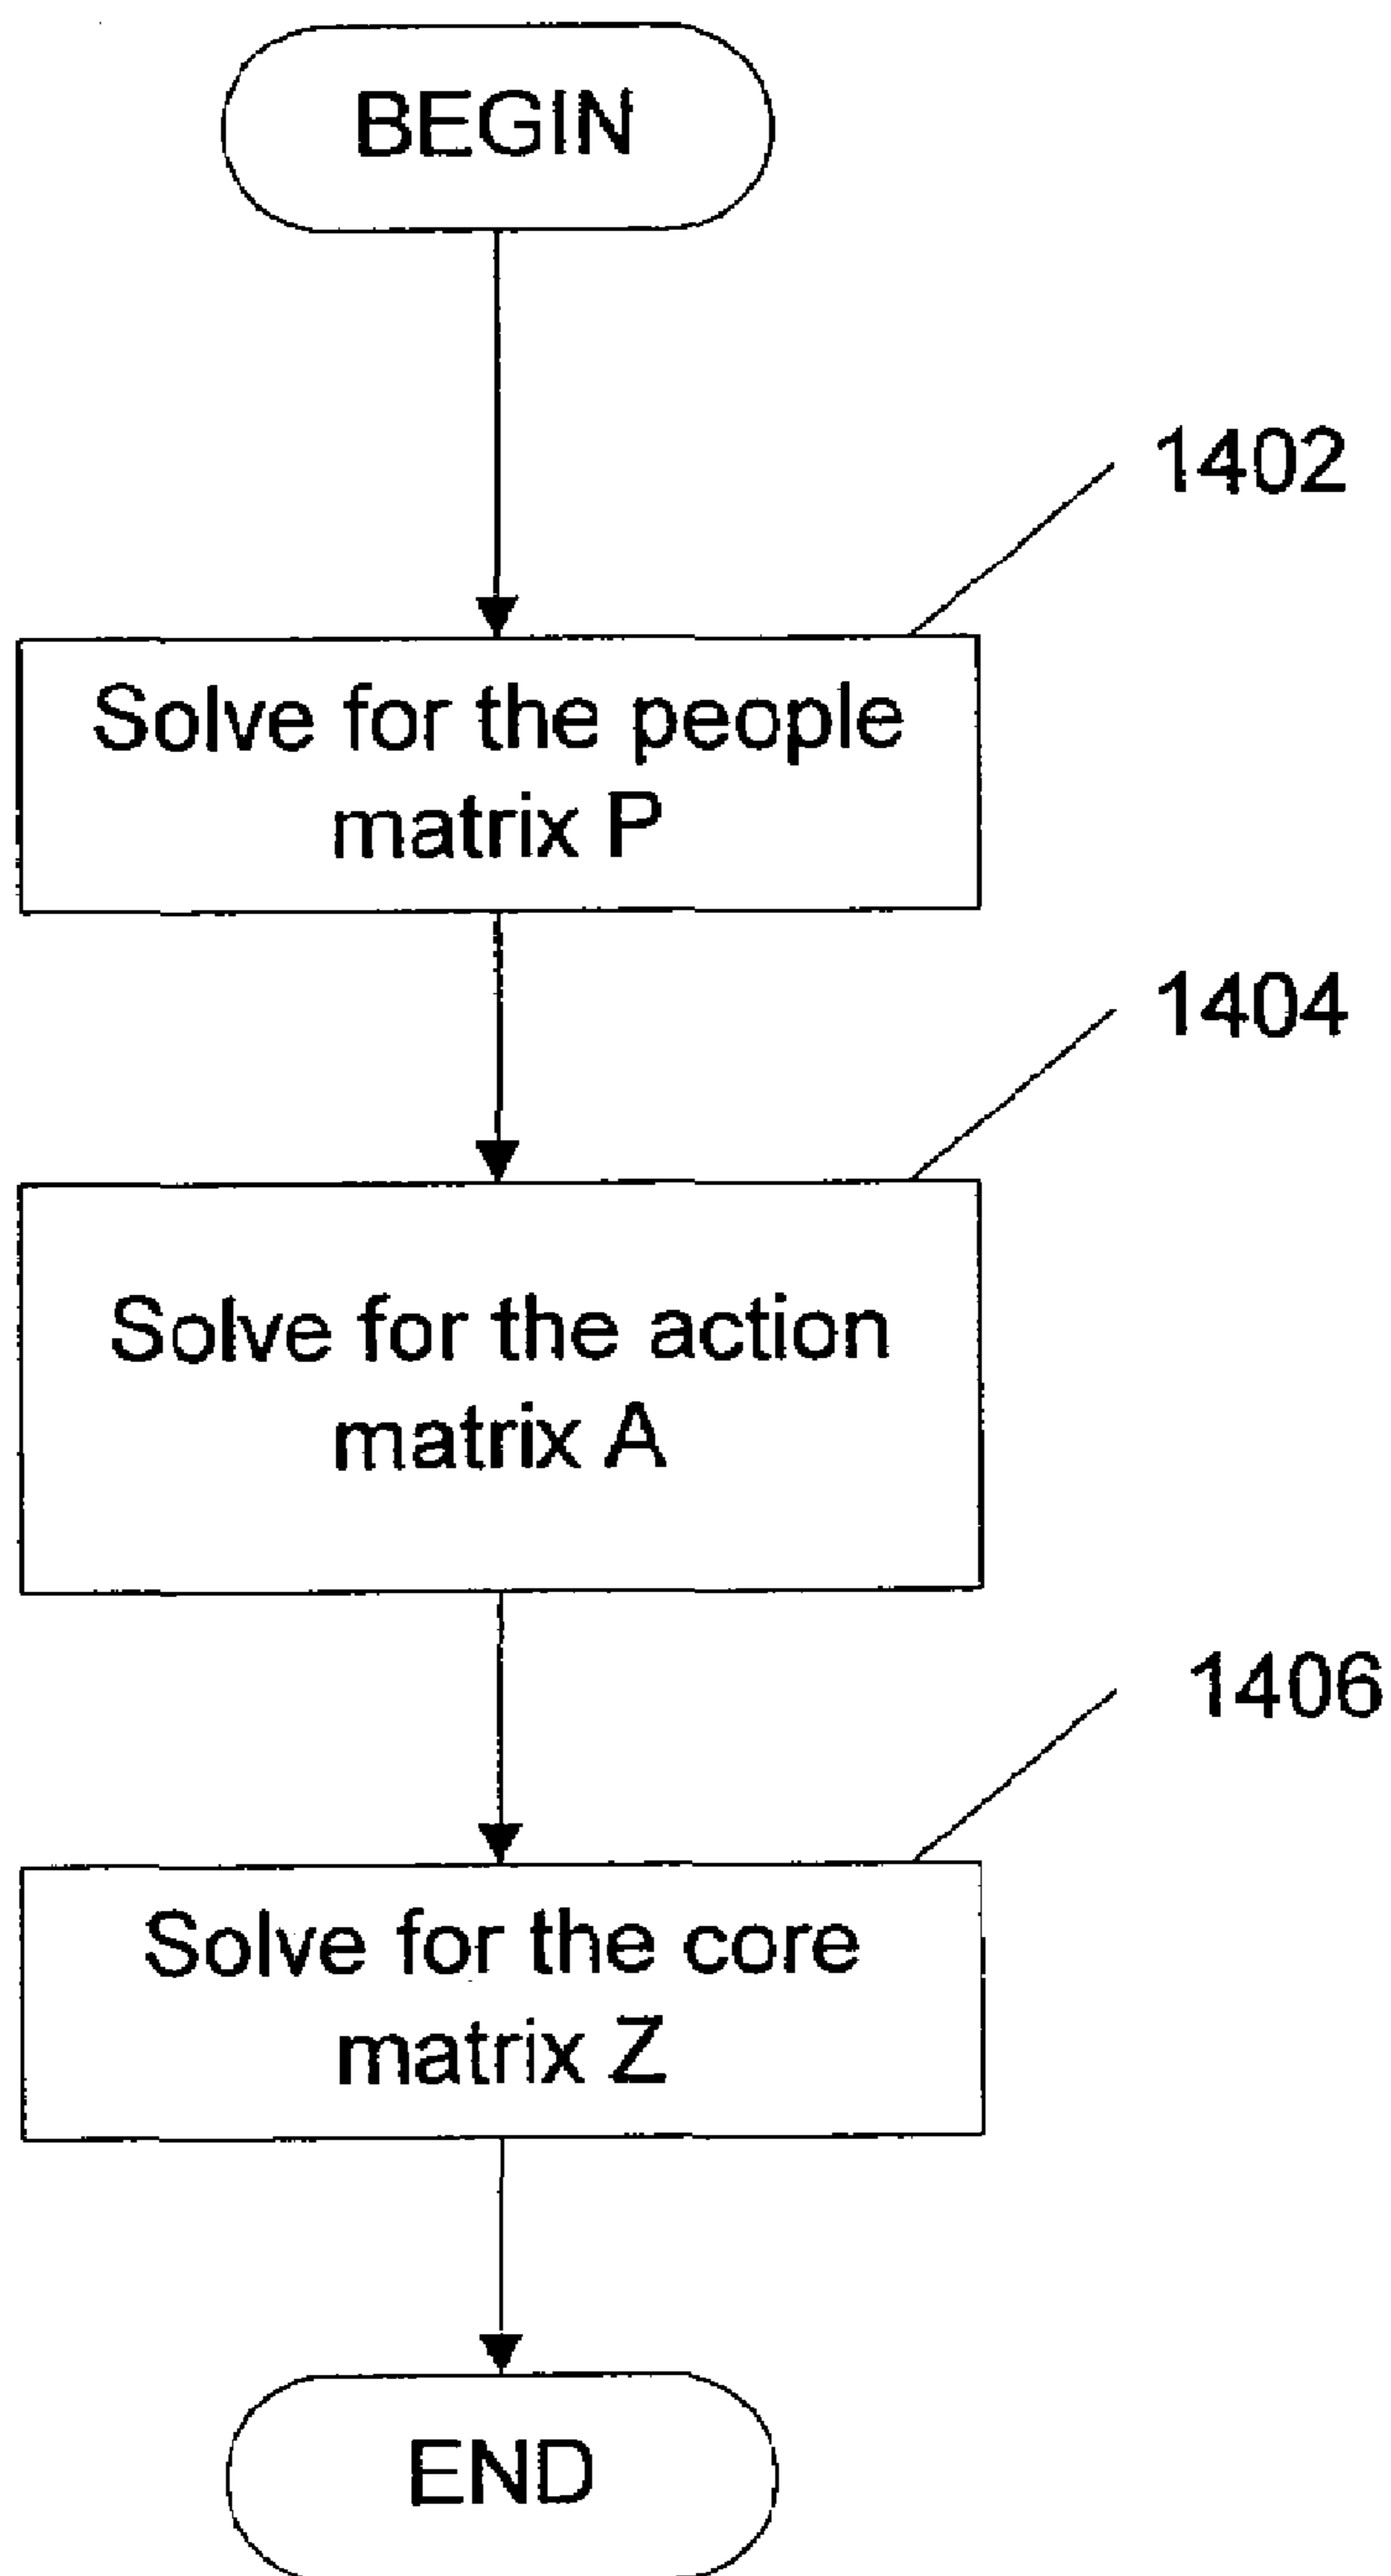 BEGIN
1402
Solve for the people
matrix P
1404
Solve for the action
matrix A
1406
Solve for the core
matrix Z
END